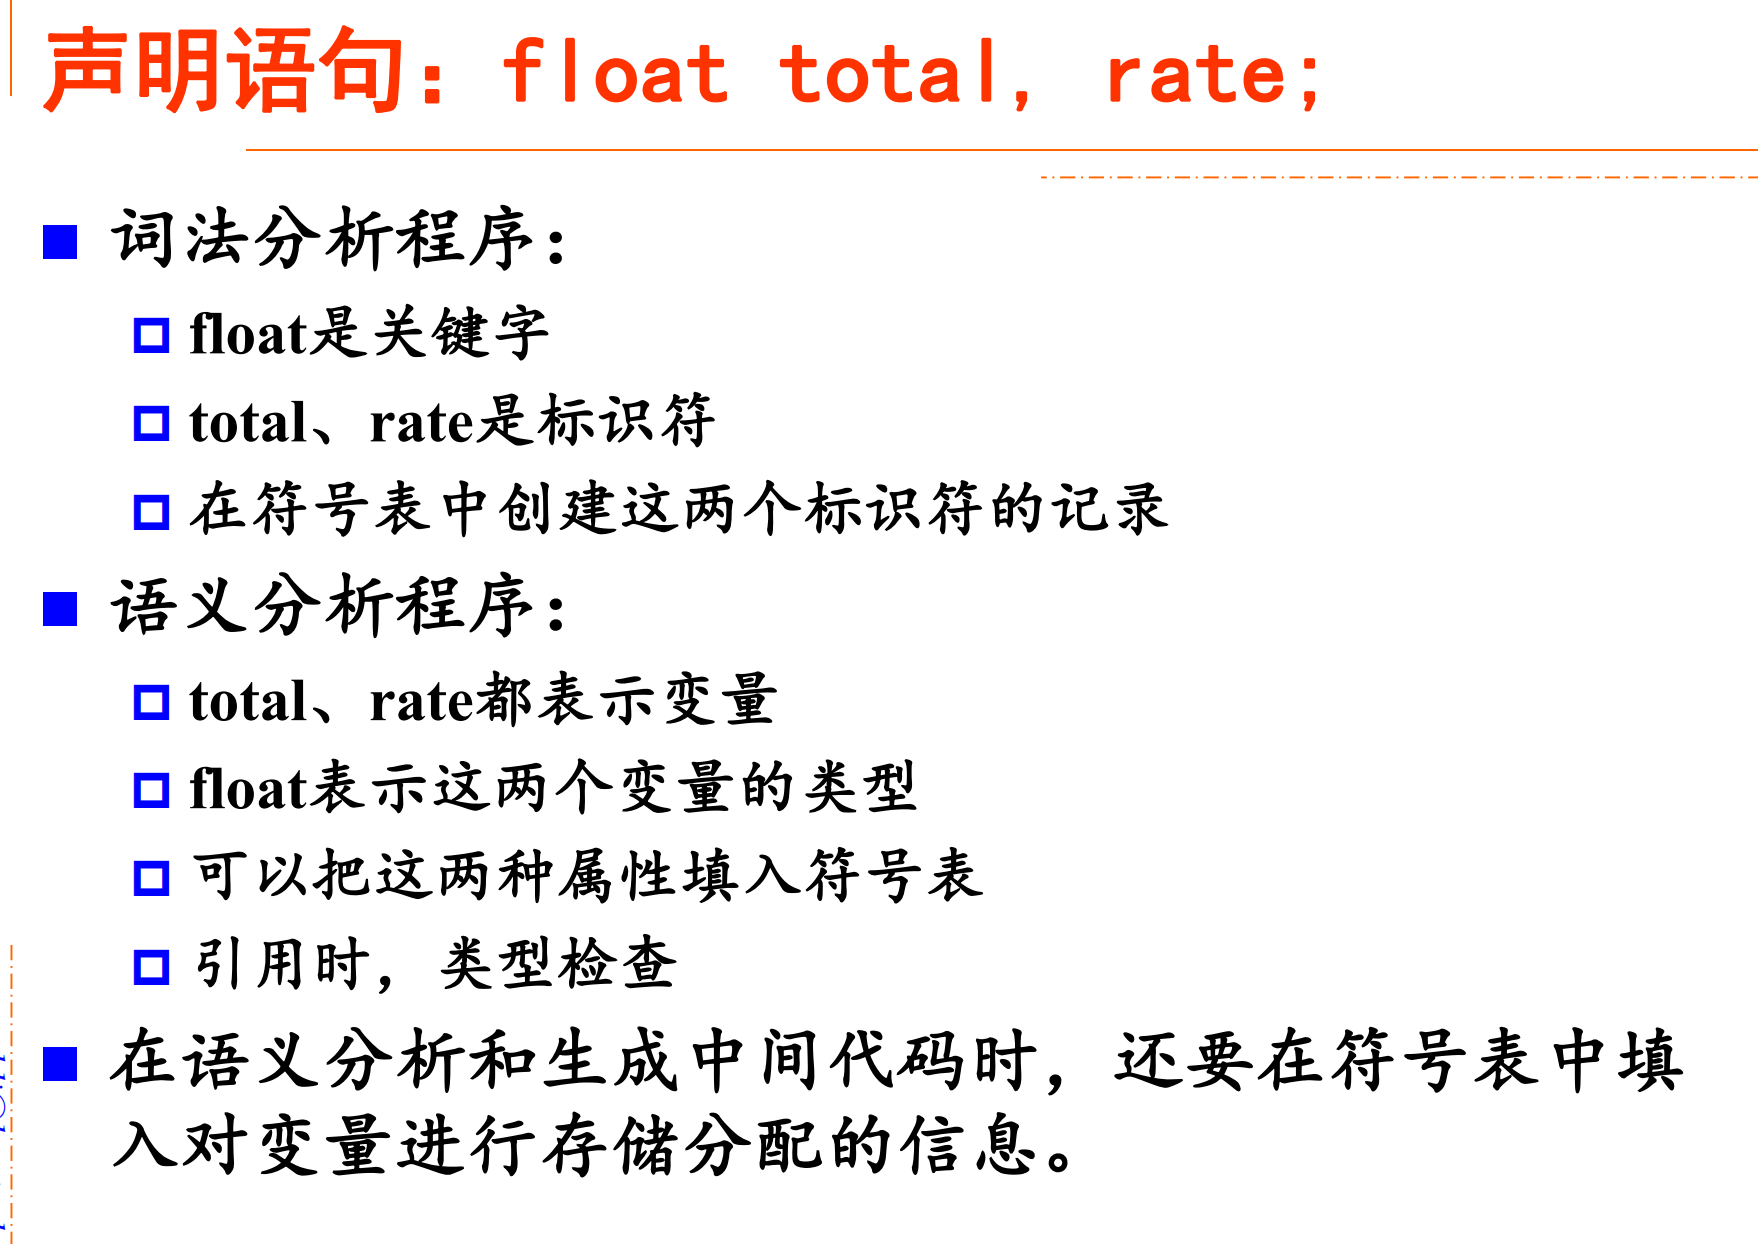 声明语句：float total, rate;
词法分析程序：
float是关键字
total、rate是标识符
在符号表中创建这两个标识符的记录
语义分析程序：
total、rate都表示变量
float表示这两个变量的类型
可以把这两种属性填入符号表
引用时，类型检查
在语义分析和生成中间代码时，还要在符号表中填
入对变量进行存储分配的信息。